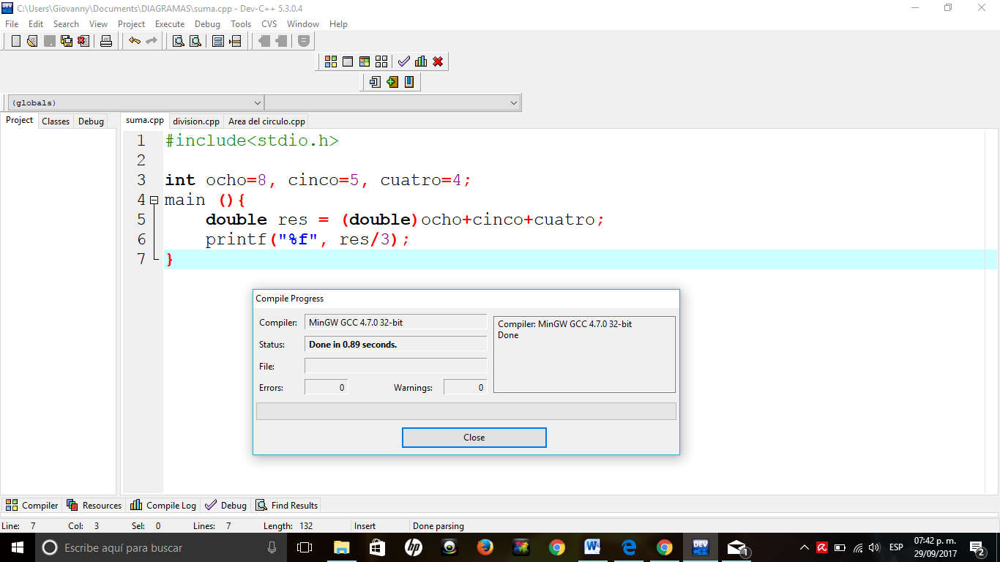 C:\Users\Giovanny\Documents\DIAGRAMAS\suma.cpp - Dev-C++ 5.3.0.4
File Edit Search View Project Execute Debug Tools CVS Window Help
(globals)
Project Classes Debug
suma.cpp division.cpp Area del circulo.cpp
1 #include<stdio.h>
2
3 int ocho=8, cinco=5, cuatro=4;
4 main (){
5 double res = (double)ocho+cinco+cuatro;
6 printf("%f", res/3);
7 }
Compile Progress
Compiler: MinGW GCC 4.7.0 32-bit
Status: Done in 0.89 seconds.
File:
Errors: 0 Warnings: 0
Compiler: MinGW GCC 4.7.0 32-bit
Done
Close
Compiler Resources Compile Log Debug Find Results
Line: 7 Col: 3 Sel: 0 Lines: 7 Length: 132 Insert Done parsing
Escribe aquí para buscar
hp
W
DEV
1
ESP
07:42 p. m.
29/09/2017
2